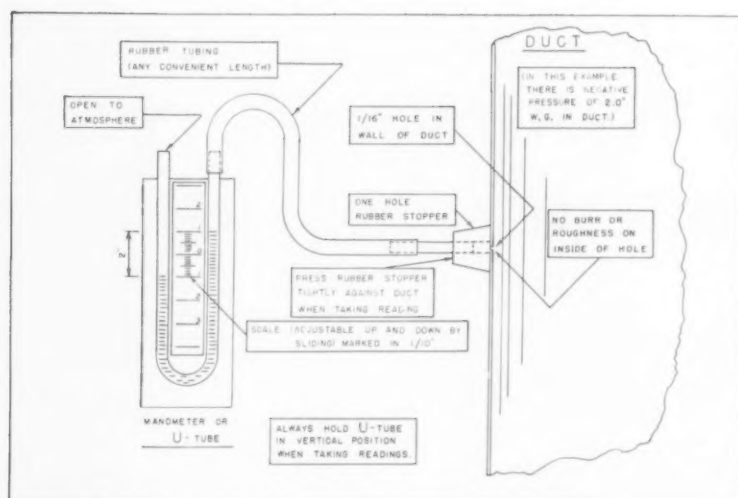 DUCT
RUBBER TUBING
(ANY CONVENIENT LENGTH)
(IN THIS EXAMPLE
THERE IS NEGATIVE
PRESSURE OF 2.0"
W.G. IN DUCT)
OPEN TO
ATMOSPHERE
1/16" HOLE IN
WALL OF DUCT
ONE HOLE
RUBBER STOPPER
NO BURR OR
ROUGHNESS ON
INSIDE OF HOLE
2"
PRESS RUBBER STOPPER
TIGHTLY AGAINST DUCT
WHEN TAKING READING
SCALE (ADJUSTABLE UP AND DOWN BY
SLIDING) MARKED IN 1/10"
MANOMETER OR
U-TUBE
ALWAYS HOLD U-TUBE
IN VERTICAL POSITION
WHEN TAKING READINGS.